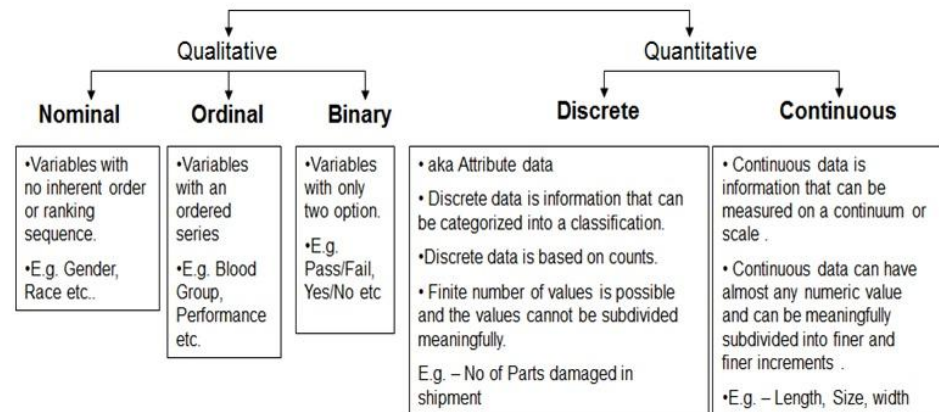 Qualitative
Quantitative
Nominal
Ordinal
Binary
Discrete
Continuous
•Variables with
no inherent order
or ranking
sequence.
•E.g. Gender,
Race etc..
•Variables
with an
ordered
series
•E.g. Blood
Group,
Performance
etc.
•Variables
with only
two option.
•E.g.
Pass/Fail,
Yes/No etc
• aka Attribute data
• Discrete data is information that can
be categorized into a classification.
•Discrete data is based on counts.
• Finite number of values is possible
and the values cannot be subdivided
meaningfully.
E.g. – No of Parts damaged in
shipment
• Continuous data is
information that can be
measured on a continuum or
scale .
• Continuous data can have
almost any numeric value
and can be meaningfully
subdivided into finer and
finer increments .
•E.g. – Length, Size, width